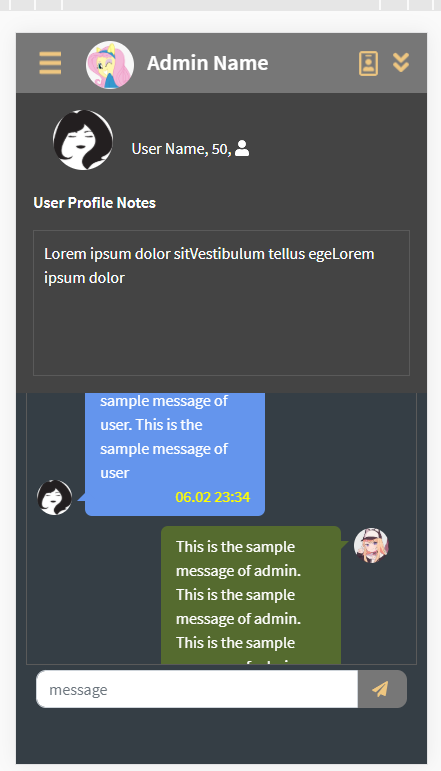 Admin Name
User Name, 50,
User Profile Notes
Lorem ipsum dolor sitVestibulum tellus egeLorem
ipsum dolor
sample message of
user. This is the
sample message of
user
06.02 23:34
This is the sample
message of admin.
This is the sample
message of admin.
This is the sample
message